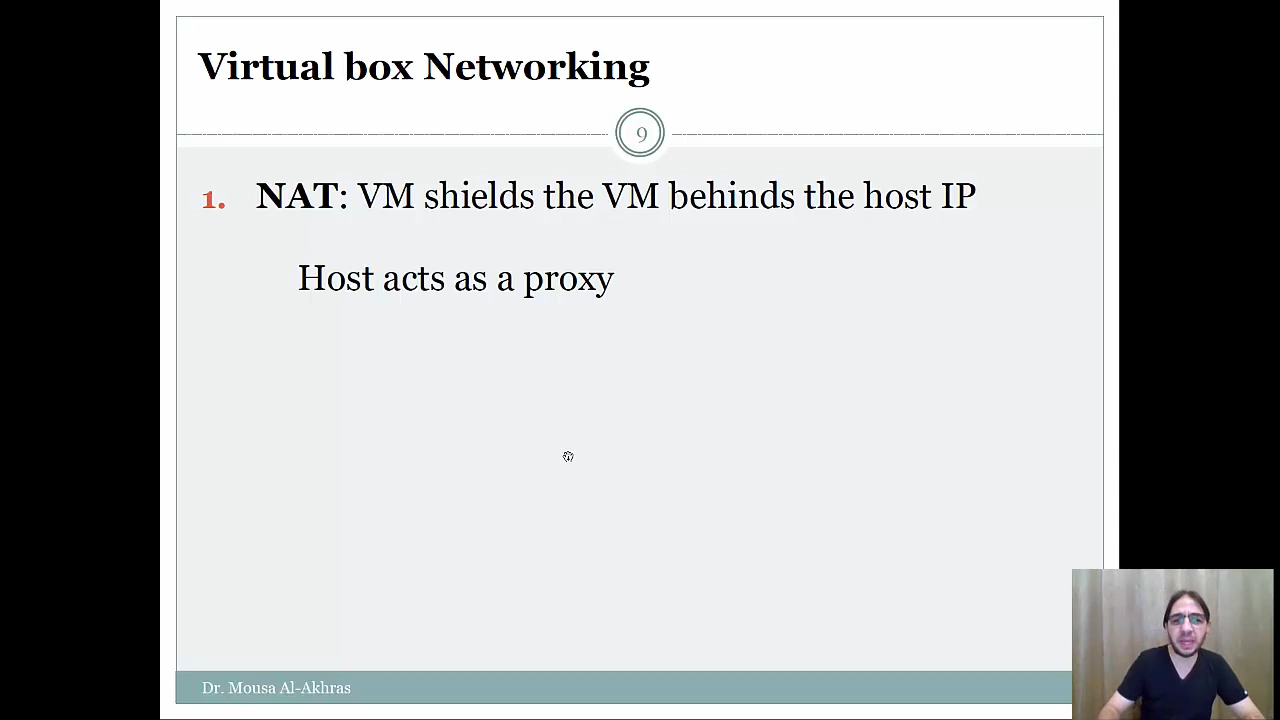 Virtual box Networking
9
1. NAT: VM shields the VM behinds the host IP
Host acts as a proxy
Dr. Mousa Al-Akhras